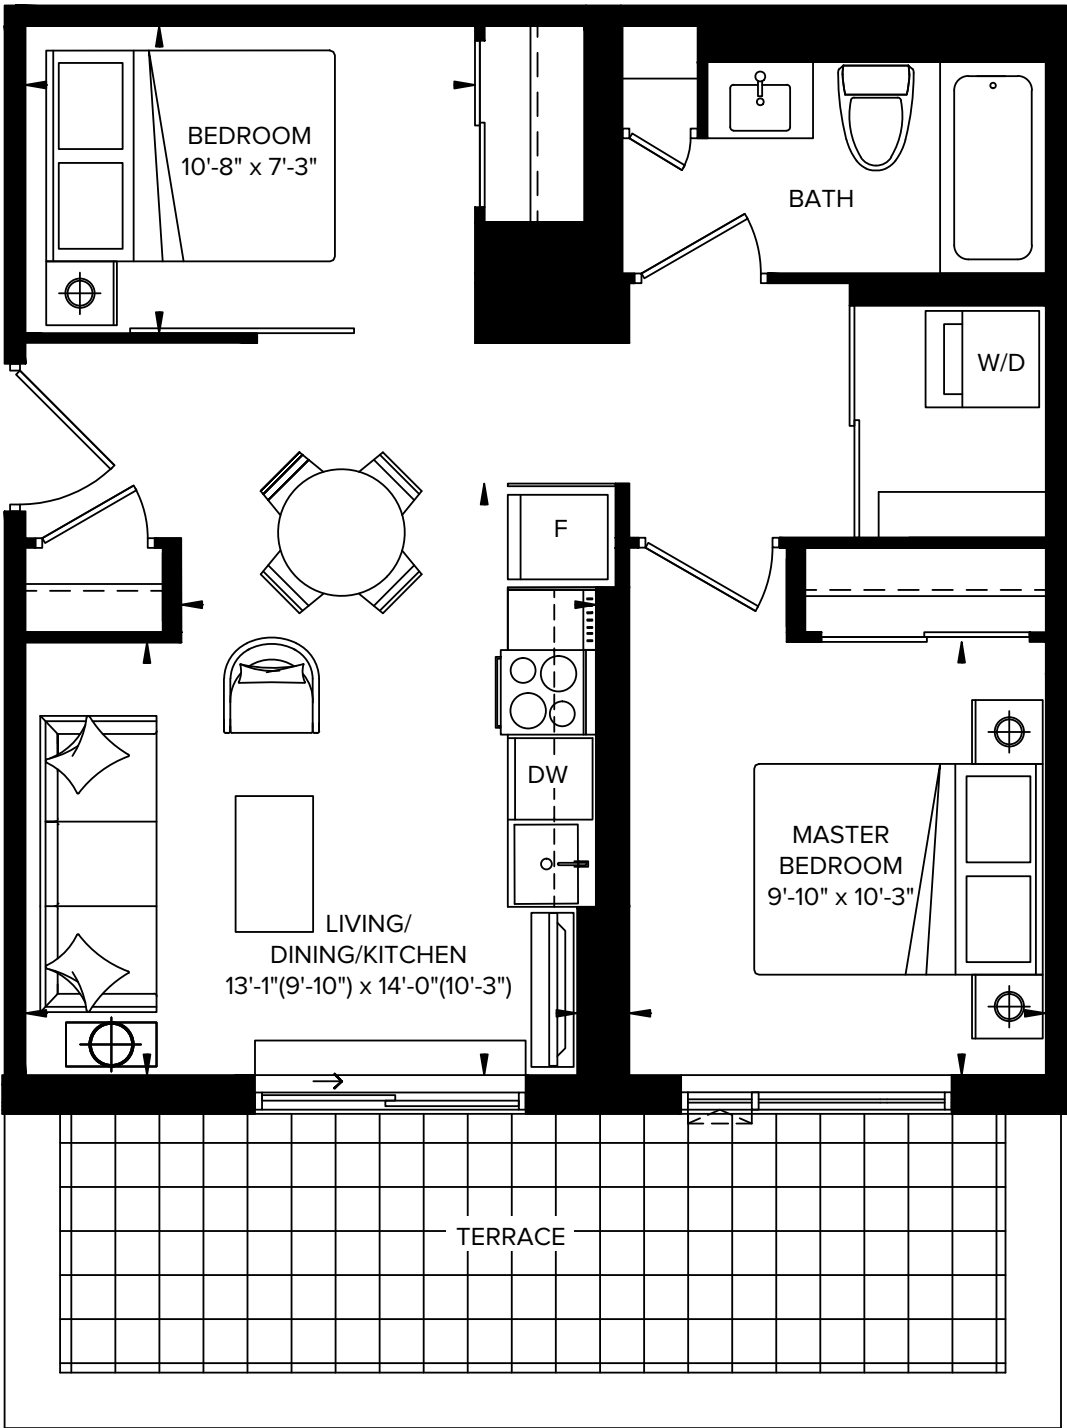 BEDROOM
10'-8" x 7'-3"
BATH
W/D
F
DW
MASTER
BEDROOM
9'-10" x 10'-3"
LIVING/
DINING/KITCHEN
13'-1"(9'-10") x 14'-0"(10'-3")
TERRACE